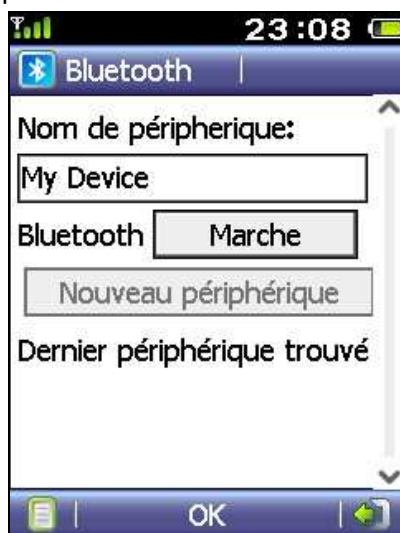 23:08
Bluetooth
Nom de péripherique:
My Device
Bluetooth Marche
Nouveau périphérique
Dernier périphérique trouvé
OK